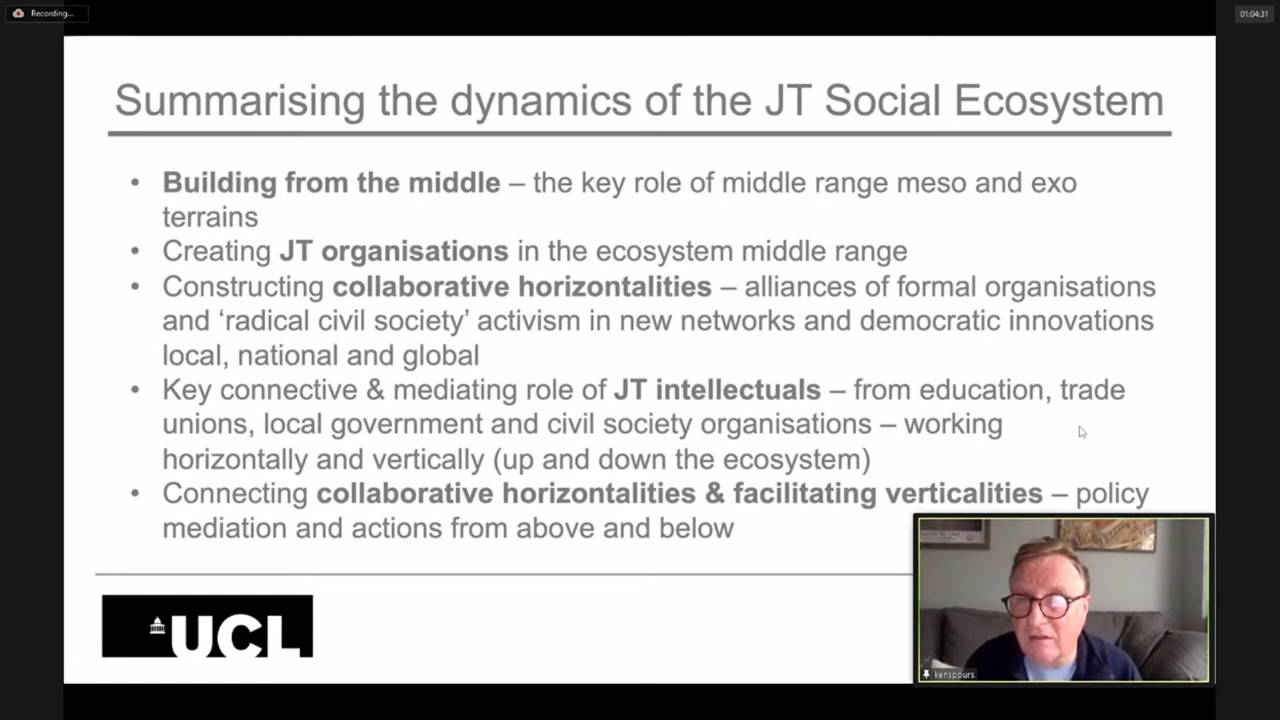 Recording...
01:04:31
Summarising the dynamics of the JT Social Ecosystem
• Building from the middle – the key role of middle range meso and exo
terrains
• Creating JT organisations in the ecosystem middle range
• Constructing collaborative horizontalities – alliances of formal organisations
and ‘radical civil society’ activism in new networks and democratic innovations
local, national and global
• Key connective & mediating role of JT intellectuals – from education, trade
unions, local government and civil society organisations – working
horizontally and vertically (up and down the ecosystem)
• Connecting collaborative horizontalities & facilitating verticalities – policy
mediation and actions from above and below
UCL
kenspours